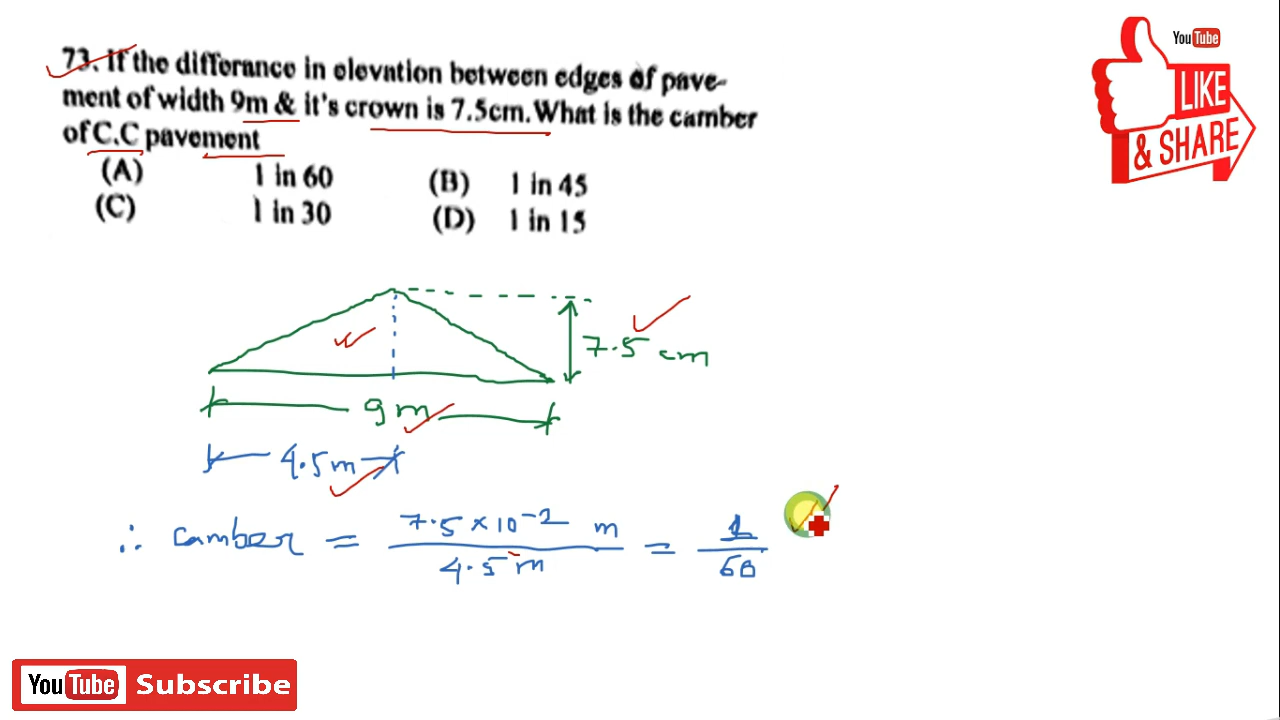 73. If the differance in elevation between edges of pave-
ment of width 9m & it's crown is 7.5cm. What is the camber
of C.C pavement
(A) 1 in 60 (B) 1 in 45
(C) 1 in 30 (D) 1 in 15
YouTube
LIKE
& SHARE
7.5 cm
9 m
4.5m
∴ camber = 7.5 × 10-2 m / 4.5 m = 1 / 60
YouTube Subscribe